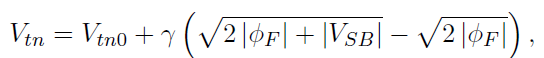 V_{tn} = V_{tn0} + \gamma \left( \sqrt{2 |\phi_F| + |V_{SB}|} - \sqrt{2 |\phi_F|} \right),